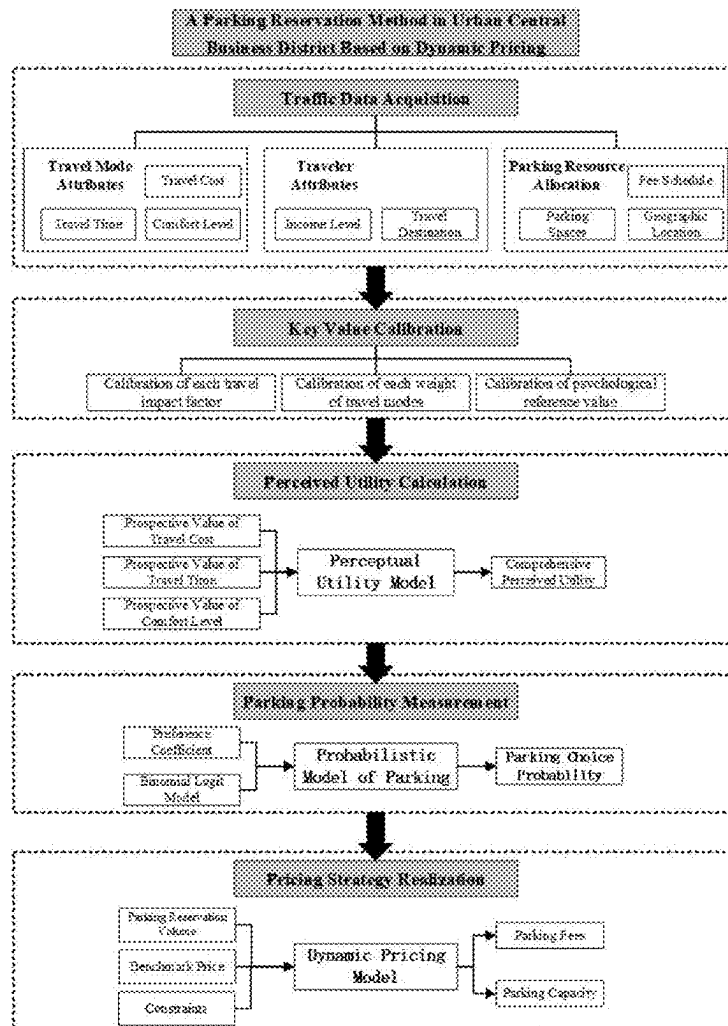 A Parking Reservation Method in Urban Central
Business District Based on Dynamic Pricing
Traffic Data Acquisition
Travel Mode
Attributes
Travel Cost
Travel Time
Comfort Level
Traveler
Attributes
Income Level
Travel
Destination
Parking Resource
Allocation
Fee Schedule
Parking
Spaces
Geographic
Location
Key Value Calibration
Calibration of each travel
impact factor
Calibration of each weight
of travel modes
Calibration of psychological
reference value
Perceived Utility Calculation
Prospective Value of
Travel Cost
Prospective Value of
Travel Time
Prospective Value of
Comfort Level
Perceptual
Utility Model
Comprehensive
Perceived Utility
Parking Probability Measurement
Preference
Coefficient
Binomial Logit
Model
Probabilistic
Model of Parking
Parking Choice
Probability
Pricing Strategy Realization
Parking Reservation
Volume
Benchmark Price
Constraints
Dynamic Pricing
Model
Parking Fees
Parking Capacity